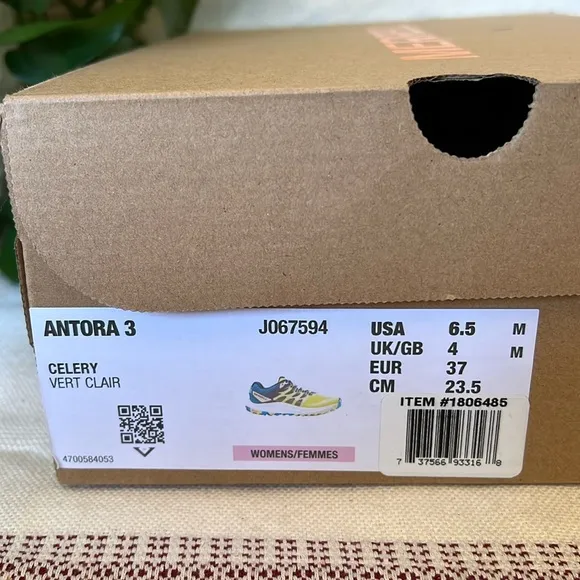 MERRELL
ANTORA 3
J067594
CELERY
VERT CLAIR
USA 6.5 M
UK/GB 4 M
EUR 37
CM 23.5
4700584053
WOMENS/FEMMES
ITEM #1806485
7 37566 93316 8